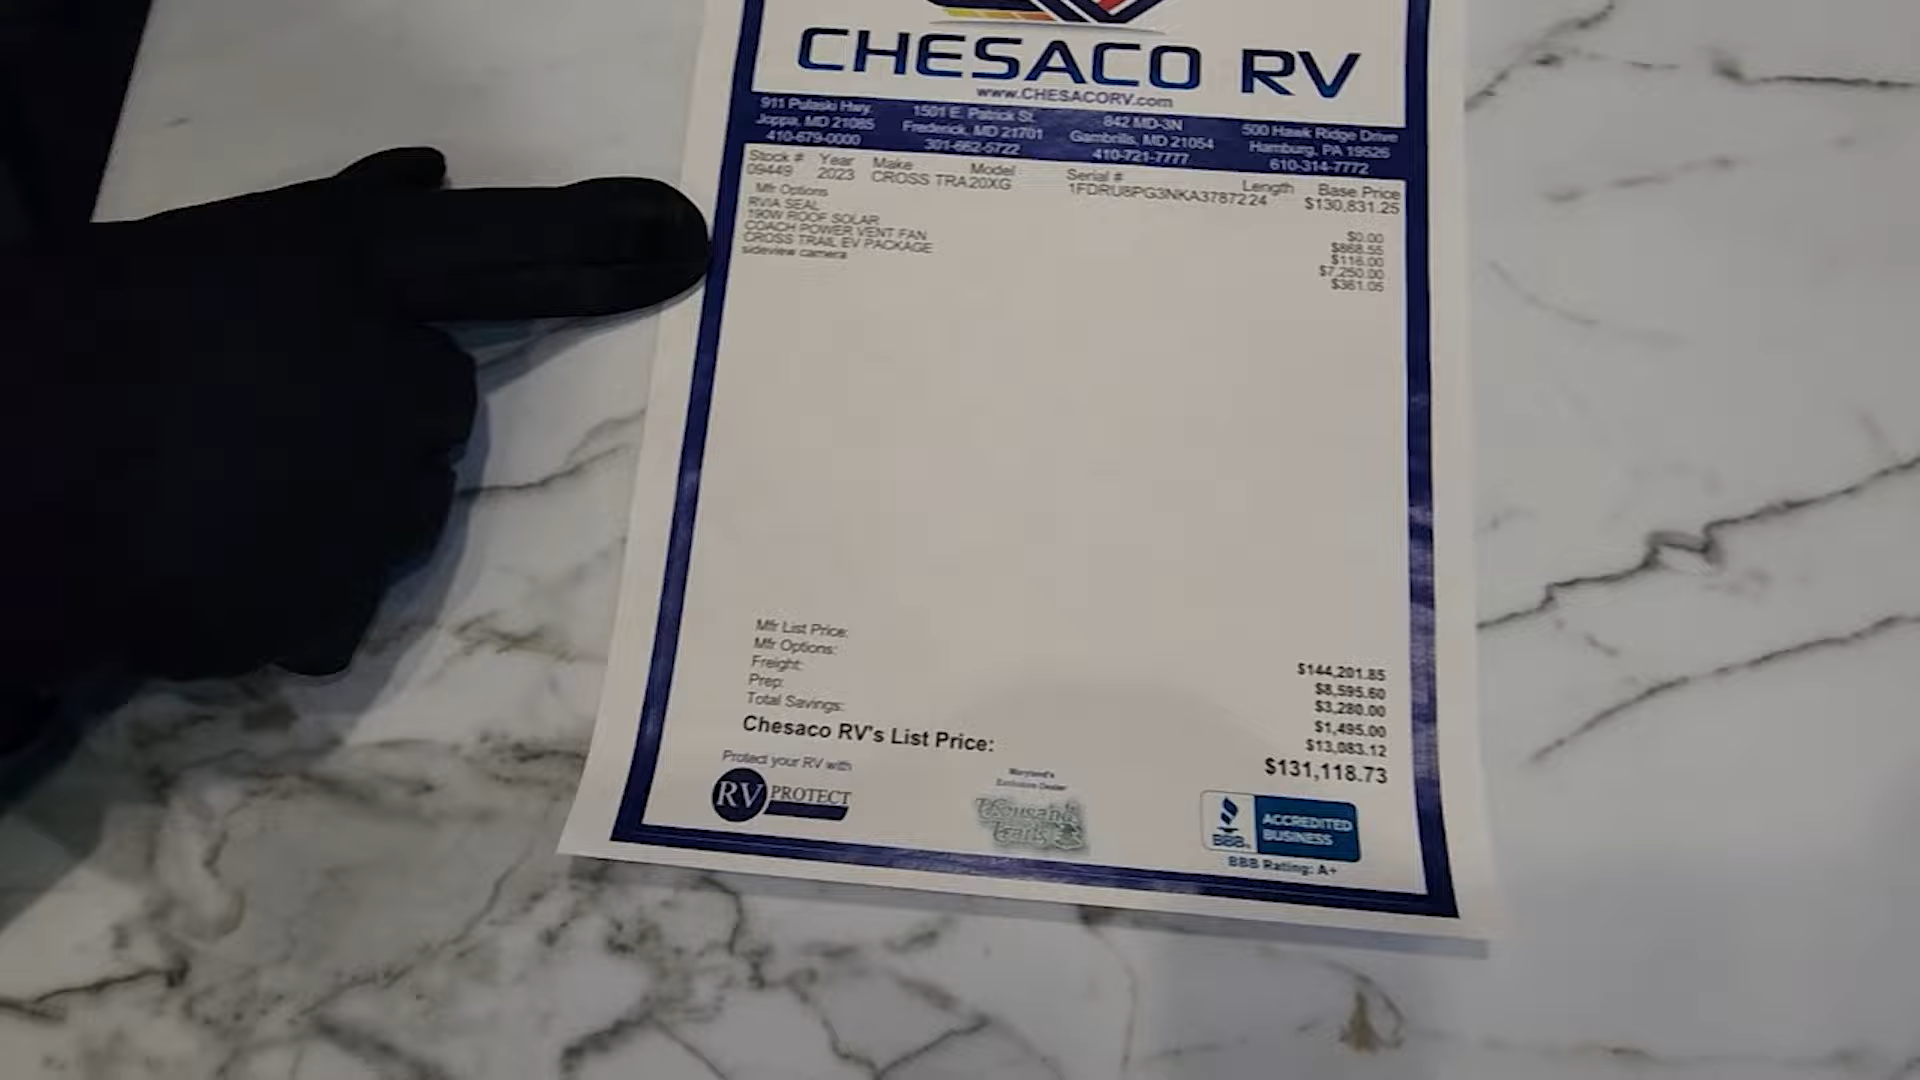 CHESACO RV
www.CHESACORV.com
911 Pulaski Hwy. 1501 E. Patrick St. 842 MD-3N 500 Hawk Ridge Drive
Joppa, MD 21085 Frederick, MD 21701 Gambrills, MD 21054 Hamburg, PA 19526
410-679-0000 301-662-5722 410-721-7777 610-314-7772
Stock # Year Make Model Serial # Length Base Price
09449 2023 CROSS TRA 20XG 1FDRU8PG3NKA37872 24 $130,831.25
Mfr Options
RVIA SEAL $0.00
190W ROOF SOLAR $868.55
COACH POWER VENT FAN $116.00
CROSS TRAIL EV PACKAGE $7,250.00
sideview camera $361.05
Mfr List Price: $144,201.85
Mfr Options: $8,595.60
Freight: $3,280.00
Prep: $1,495.00
Total Savings: $13,083.12
Chesaco RV's List Price: $131,118.73
Protect your RV with
RV PROTECT
Maryland's
Exclusive Dealer
Thousand
Trails
BBB. ACCREDITED
BUSINESS
BBB Rating: A+